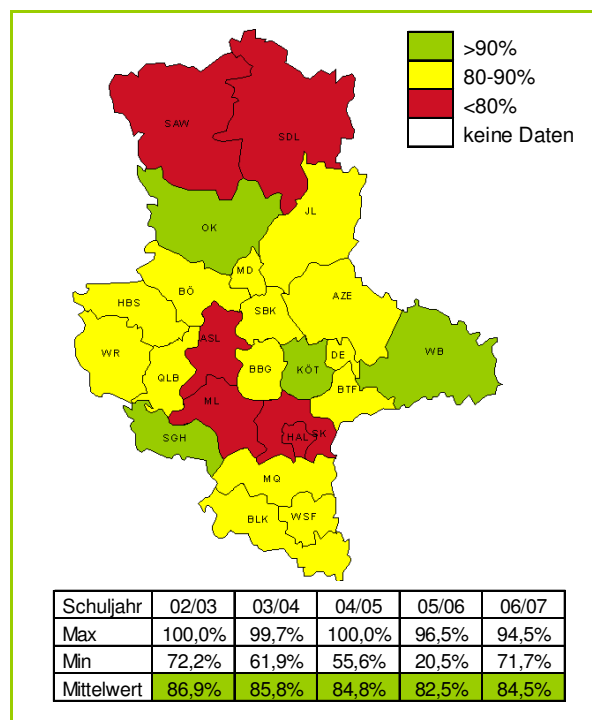 >90%
80-90%
<80%
keine Daten
SAW
SDL
OK
JL
MD
BÖ
HBS
AZE
SBK
ASL
WR
DE
WB
BBG
KÖT
QLB
BTF
ML
SGH
HAL
SK
MQ
BLK
WSF
Schuljahr 02/03 03/04 04/05 05/06 06/07
Max 100,0% 99,7% 100,0% 96,5% 94,5%
Min 72,2% 61,9% 55,6% 20,5% 71,7%
Mittelwert 86,9% 85,8% 84,8% 82,5% 84,5%